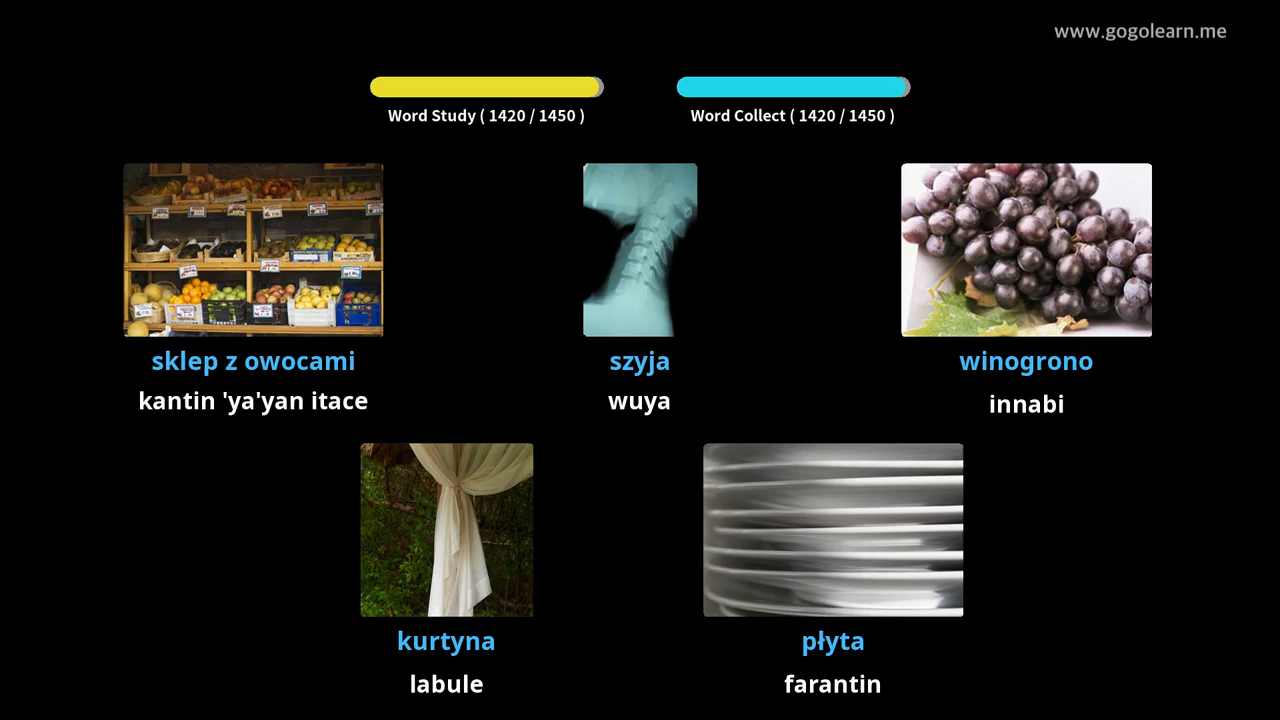 www.gogolearn.me
Word Study ( 1420 / 1450 )
Word Collect ( 1420 / 1450 )
sklep z owocami
kantin 'ya'yan itace
szyja
wuya
winogrono
innabi
kurtyna
labule
płyta
farantin